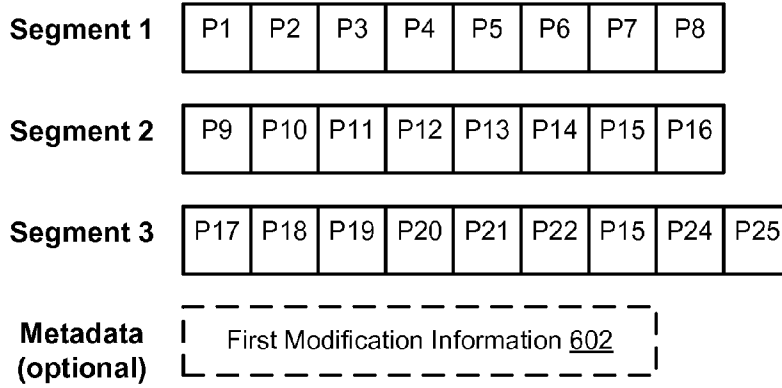 Segment 1 P1 P2 P3 P4 P5 P6 P7 P8
Segment 2 P9 P10 P11 P12 P13 P14 P15 P16
Segment 3 P17 P18 P19 P20 P21 P22 P15 P24 P25
Metadata (optional) First Modification Information 602